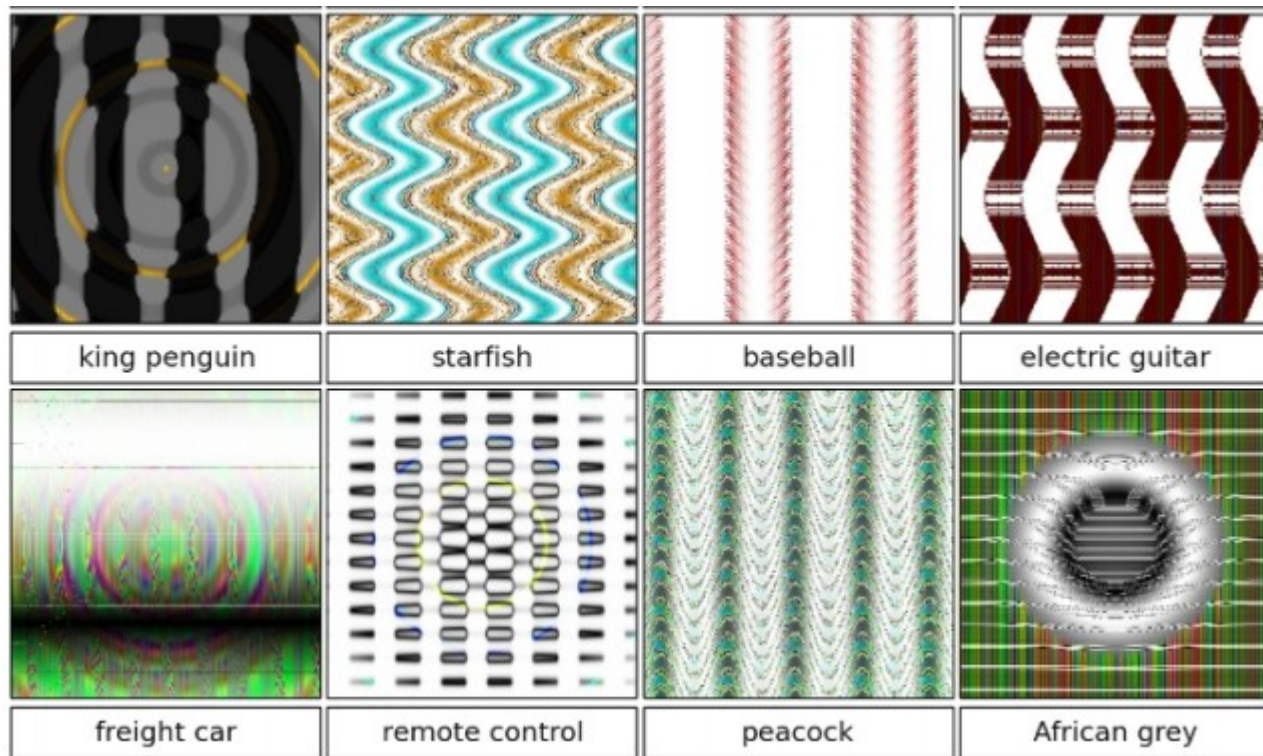 king penguin
starfish
baseball
electric guitar
freight car
remote control
peacock
African grey